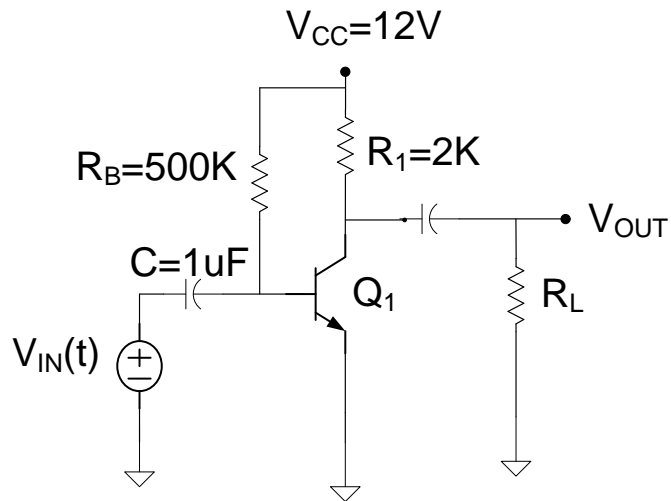 V_CC=12V
R_B=500K
R_1=2K
V_OUT
C=1uF
Q_1
R_L
V_IN(t)
+
−